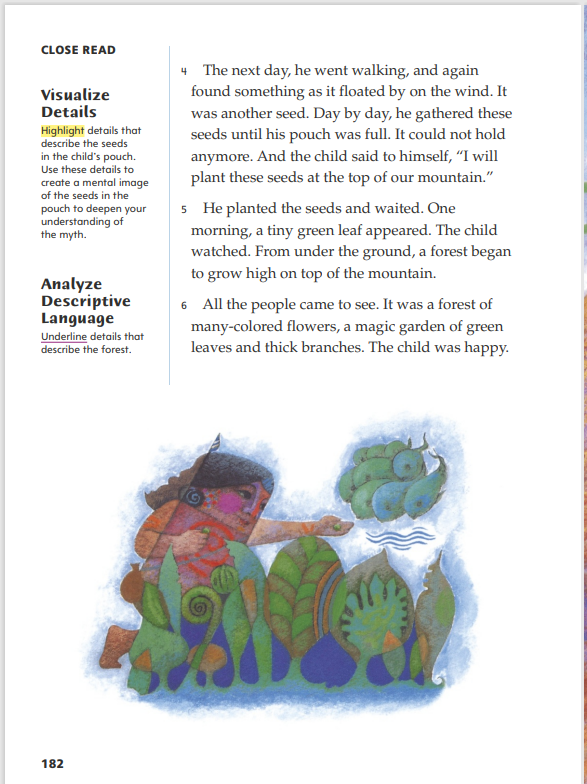 CLOSE READ
Visualize
Details
Highlight details that
describe the seeds
in the child's pouch.
Use these details to
create a mental image
of the seeds in the
pouch to deepen your
understanding of
the myth.
Analyze
Descriptive
Language
Underline details that
describe the forest.
4 The next day, he went walking, and again
found something as it floated by on the wind. It
was another seed. Day by day, he gathered these
seeds until his pouch was full. It could not hold
anymore. And the child said to himself, “I will
plant these seeds at the top of our mountain.”
5 He planted the seeds and waited. One
morning, a tiny green leaf appeared. The child
watched. From under the ground, a forest began
to grow high on top of the mountain.
6 All the people came to see. It was a forest of
many-colored flowers, a magic garden of green
leaves and thick branches. The child was happy.
182